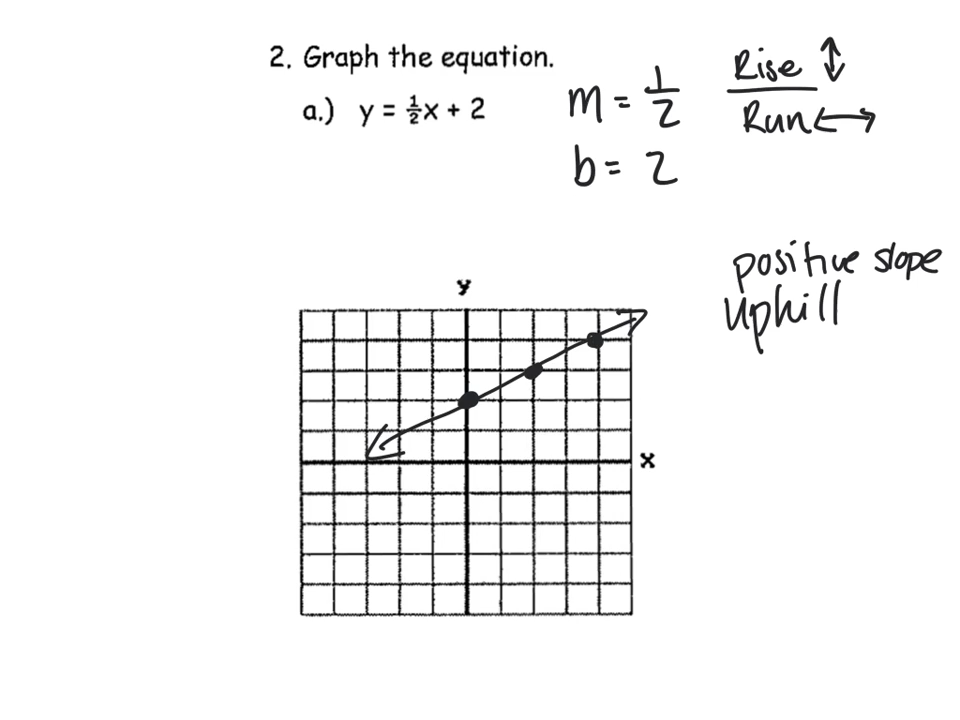 2. Graph the equation.
a.) y = ½x + 2
m = 1/2
b = 2
Rise ↕
Run ↔
positive slope
Uphill
y
x